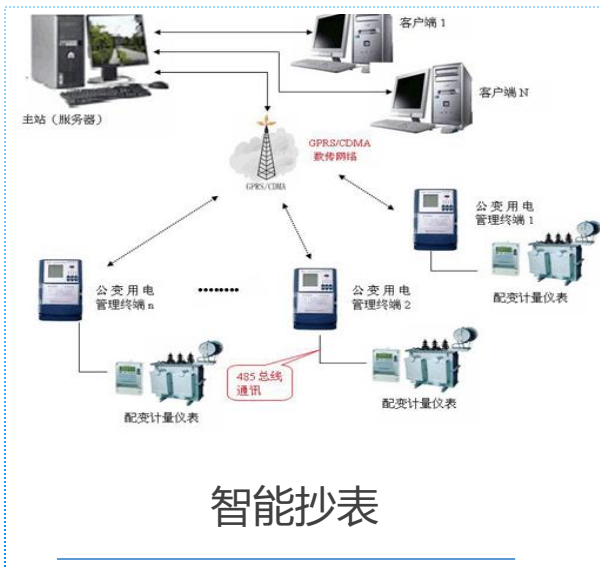 客户端 1
客户端 N
主站（服务器）
GPRS/CDMA
数传网络
GPRS/CDMA
公变用电
管理终端 1
配变计量仪表
公变用电
管理终端 n
········
公变用电
管理终端 2
485 总线
通讯
配变计量仪表
配变计量仪表
智能抄表